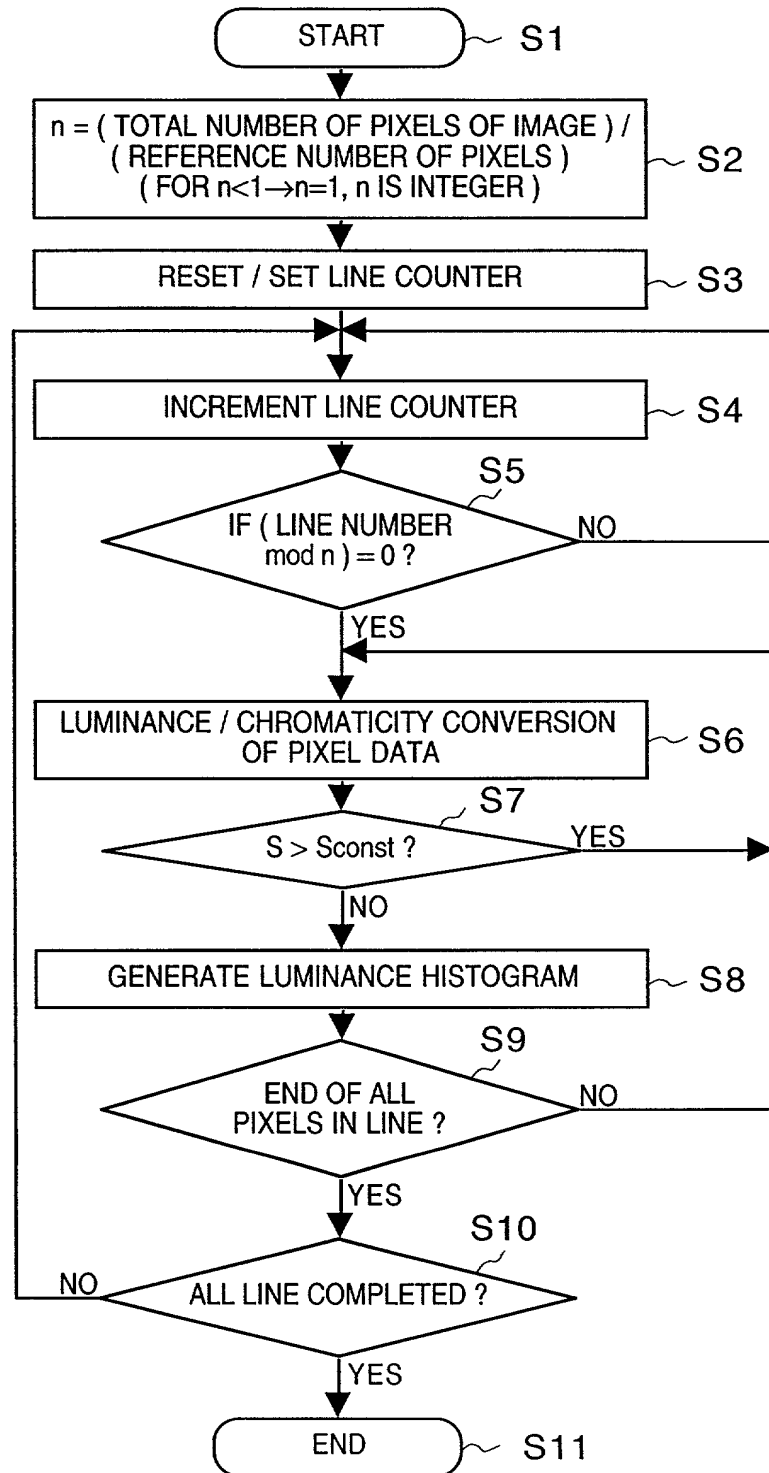 START
S1
n = ( TOTAL NUMBER OF PIXELS OF IMAGE ) /
( REFERENCE NUMBER OF PIXELS )
( FOR n<1→n=1, n IS INTEGER )
S2
RESET / SET LINE COUNTER
S3
INCREMENT LINE COUNTER
S4
S5
IF ( LINE NUMBER
mod n ) = 0 ?
NO
YES
LUMINANCE / CHROMATICITY CONVERSION
OF PIXEL DATA
S6
S7
S > Sconst ?
YES
NO
GENERATE LUMINANCE HISTOGRAM
S8
S9
END OF ALL
PIXELS IN LINE ?
NO
YES
S10
NO
ALL LINE COMPLETED ?
YES
END
S11